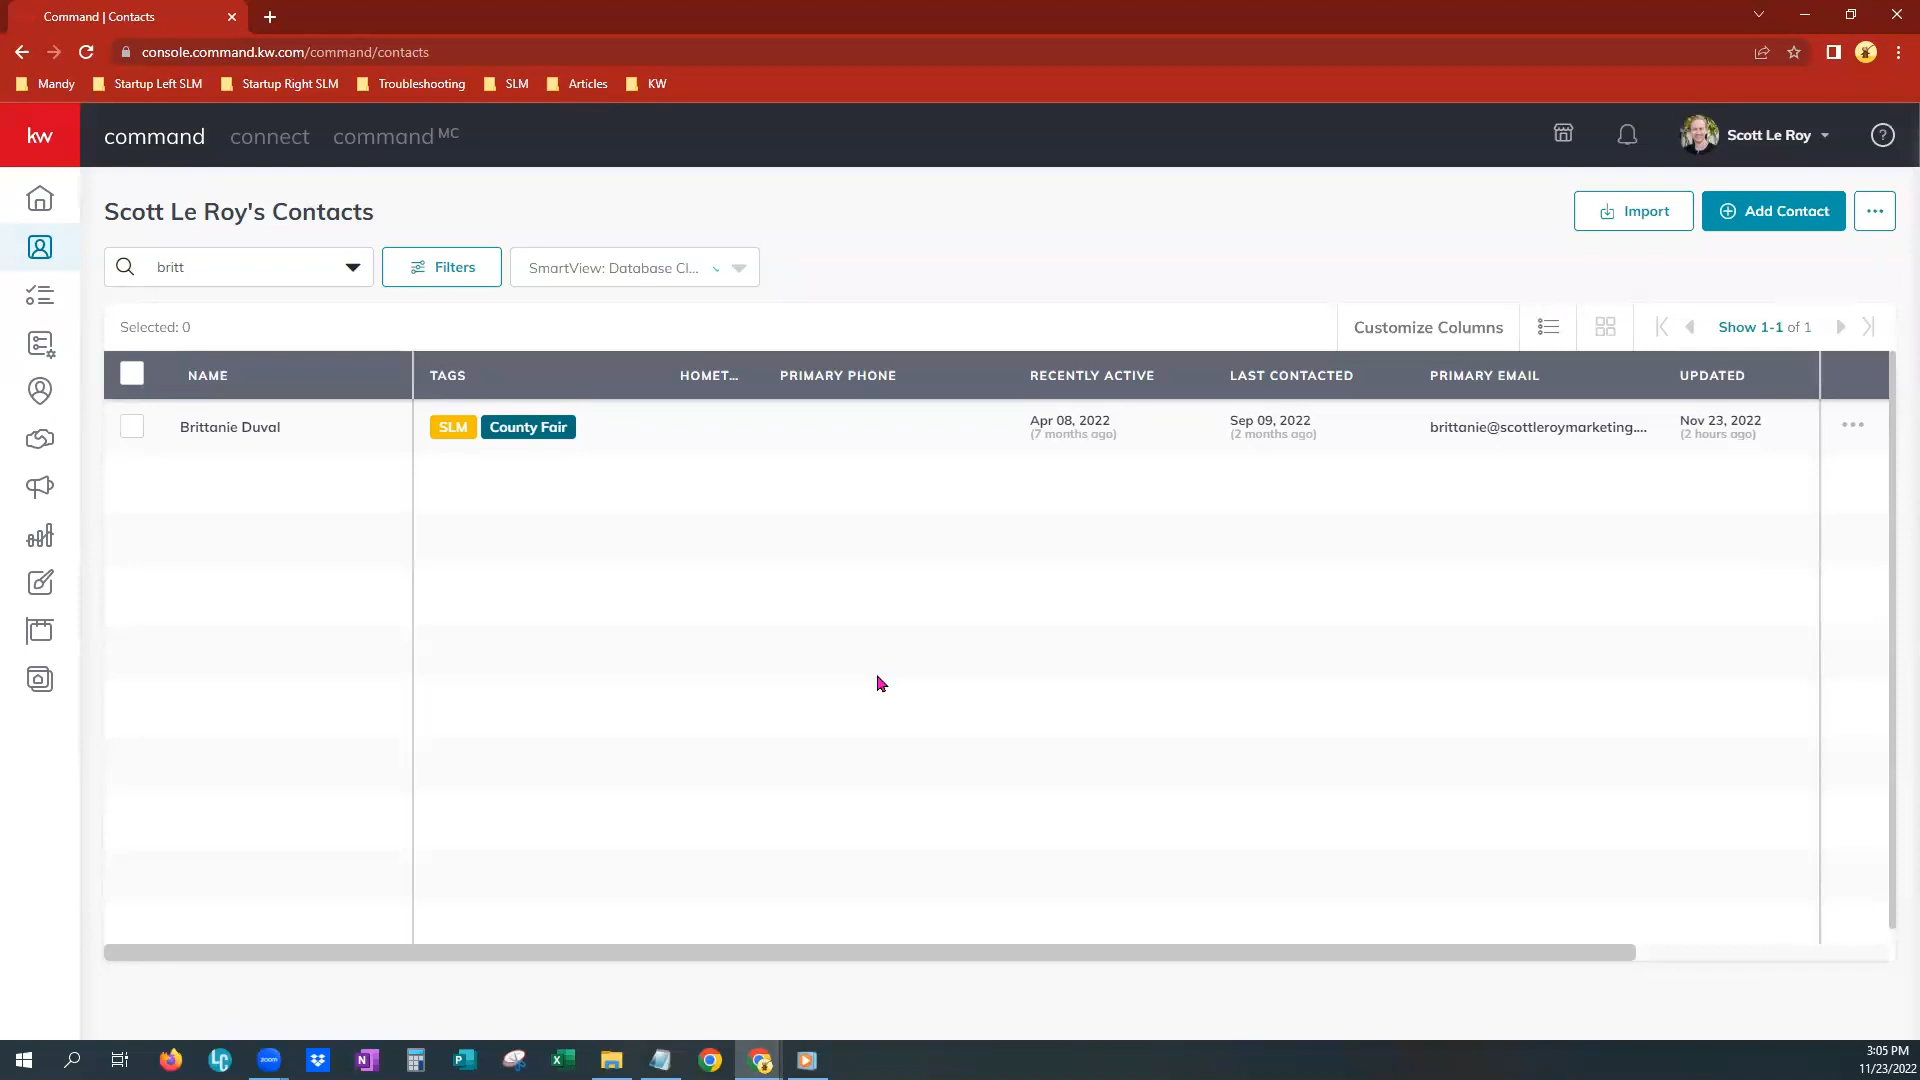 Command | Contacts
console.command.kw.com/command/contacts
Mandy Startup Left SLM Startup Right SLM Troubleshooting SLM Articles KW
kw command connect command MC Scott Le Roy ?
Scott Le Roy's Contacts Import Add Contact
britt Filters SmartView: Database Cl...
Selected: 0 Customize Columns Show 1-1 of 1
NAME TAGS HOMET... PRIMARY PHONE RECENTLY ACTIVE LAST CONTACTED PRIMARY EMAIL UPDATED
Brittanie Duval SLM County Fair Apr 08, 2022 Sep 09, 2022 brittanie@scottleroymarketing.... Nov 23, 2022
(7 months ago) (2 months ago) (2 hours ago)
LC zoom N P X 3:05 PM
11/23/2022